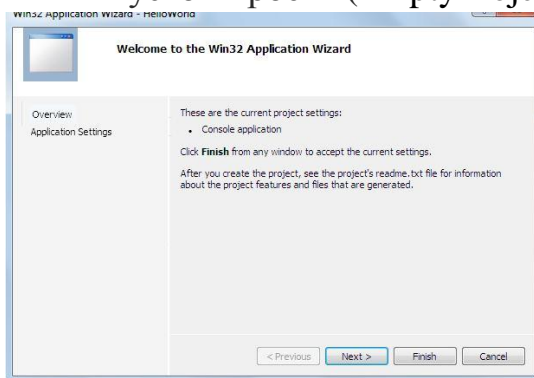 Win32 Application Wizard - HelloWorld
Welcome to the Win32 Application Wizard
Overview
Application Settings
These are the current project settings:
• Console application
Click Finish from any window to accept the current settings.
After you create the project, see the project's readme.txt file for information
about the project features and files that are generated.
< Previous
Next >
Finish
Cancel